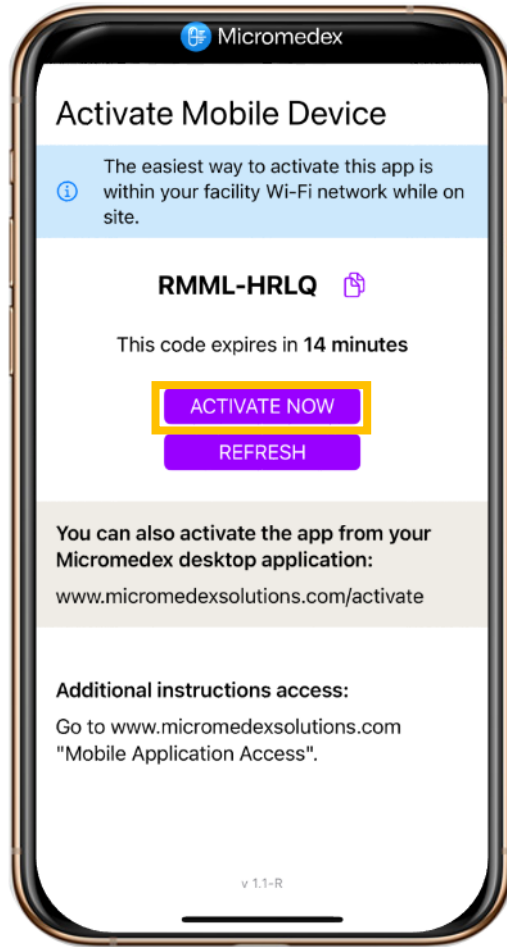 Micromedex
Activate Mobile Device
The easiest way to activate this app is
within your facility Wi-Fi network while on
site.
RMML-HRLQ
This code expires in 14 minutes
ACTIVATE NOW
REFRESH
You can also activate the app from your
Micromedex desktop application:
www.micromedexsolutions.com/activate
Additional instructions access:
Go to www.micromedexsolutions.com
"Mobile Application Access".
v 1.1-R